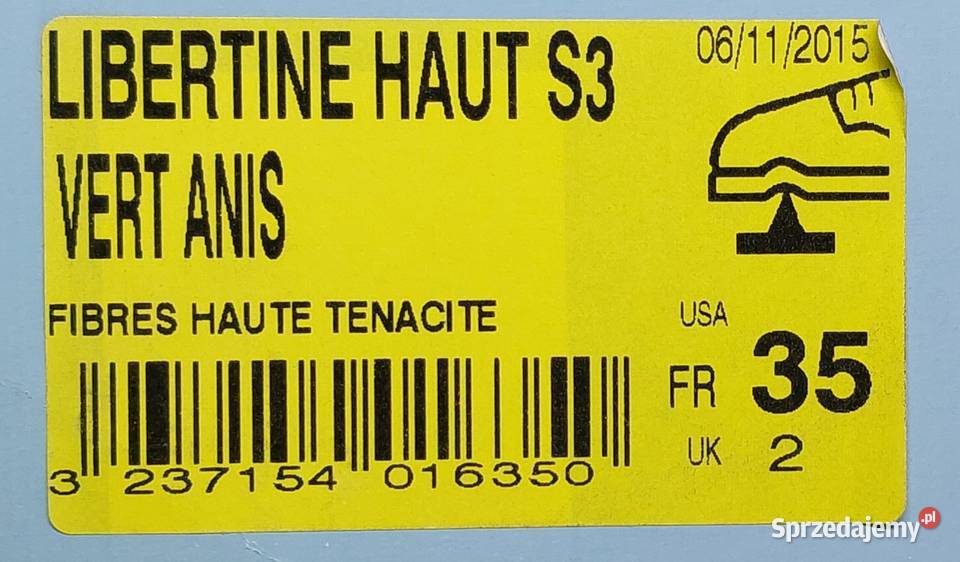 LIBERTINE HAUT S3
06/11/2015
VERT ANIS
FIBRES HAUTE TENACITE
USA
FR 35
UK 2
3 237154 016350
Sprzedajemy.pl